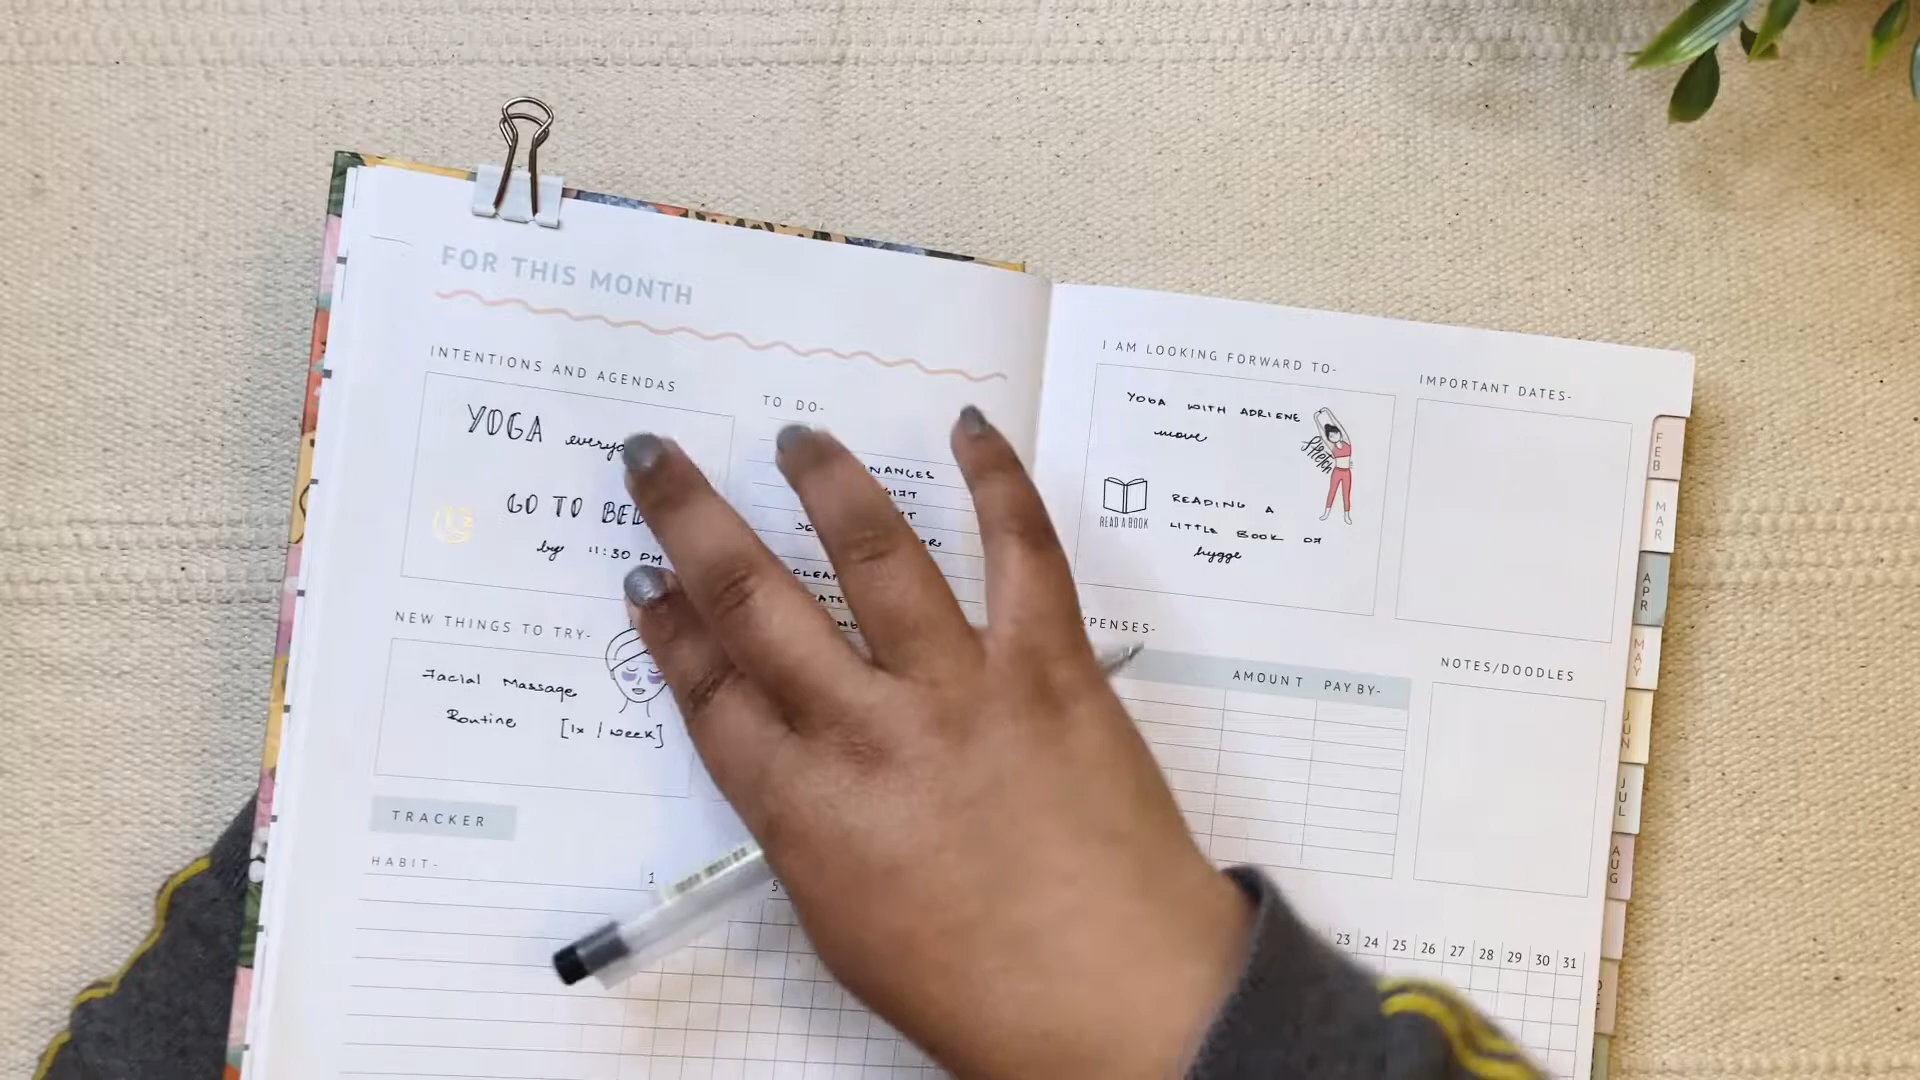 FOR THIS MONTH
INTENTIONS AND AGENDAS
YOGA
GO TO BED
by 11:30 PM
NEW THINGS TO TRY-
Facial Massage
Routine [1x / week]
TRACKER
HABIT-
1
5
TO DO-
I AM LOOKING FORWARD TO-
YOGA WITH ADRIENE
move
Stretch
READ A BOOK
READING A
LITTLE BOOK OF
hygge
IMPORTANT DATES-
AMOUNT PAY BY-
NOTES/DOODLES
23 24 25 26 27 28 29 30 31
FEB
MAR
APR
MAY
JUN
JUL
AUG